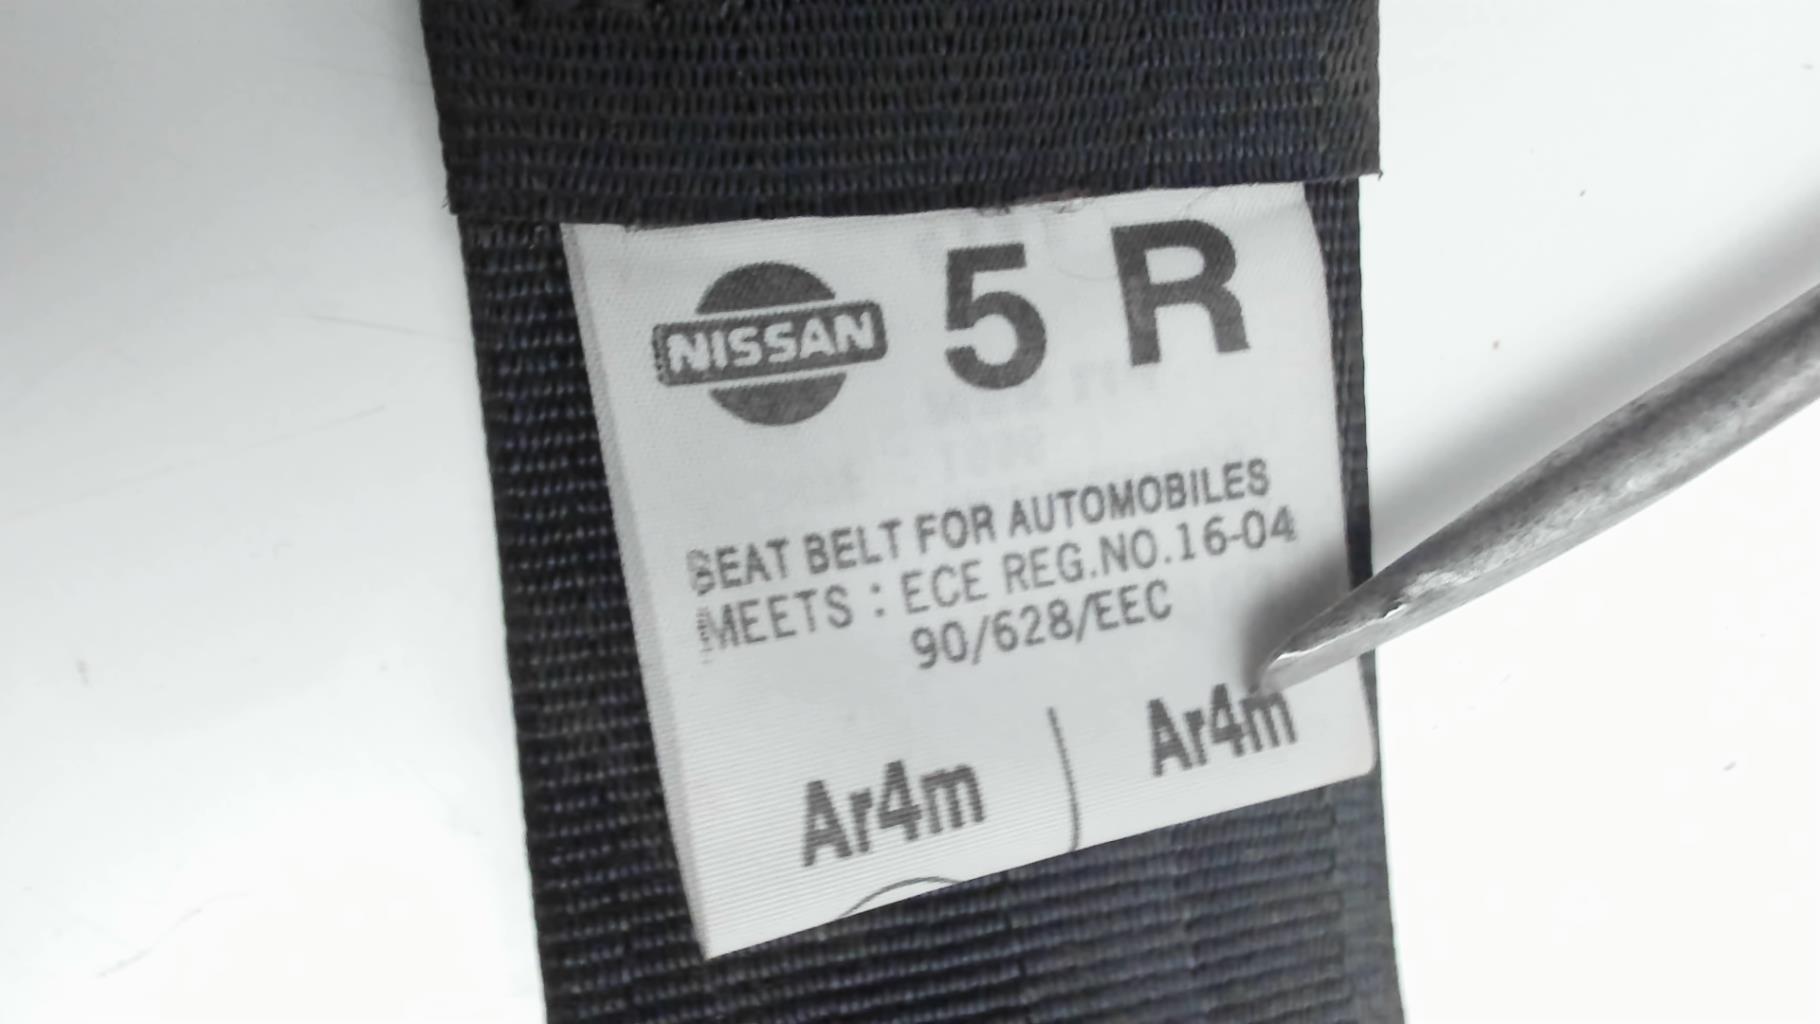 NISSAN 5 R
SEAT BELT FOR AUTOMOBILES
MEETS : ECE REG.NO.16-04
90/628/EEC
Ar4m Ar4m